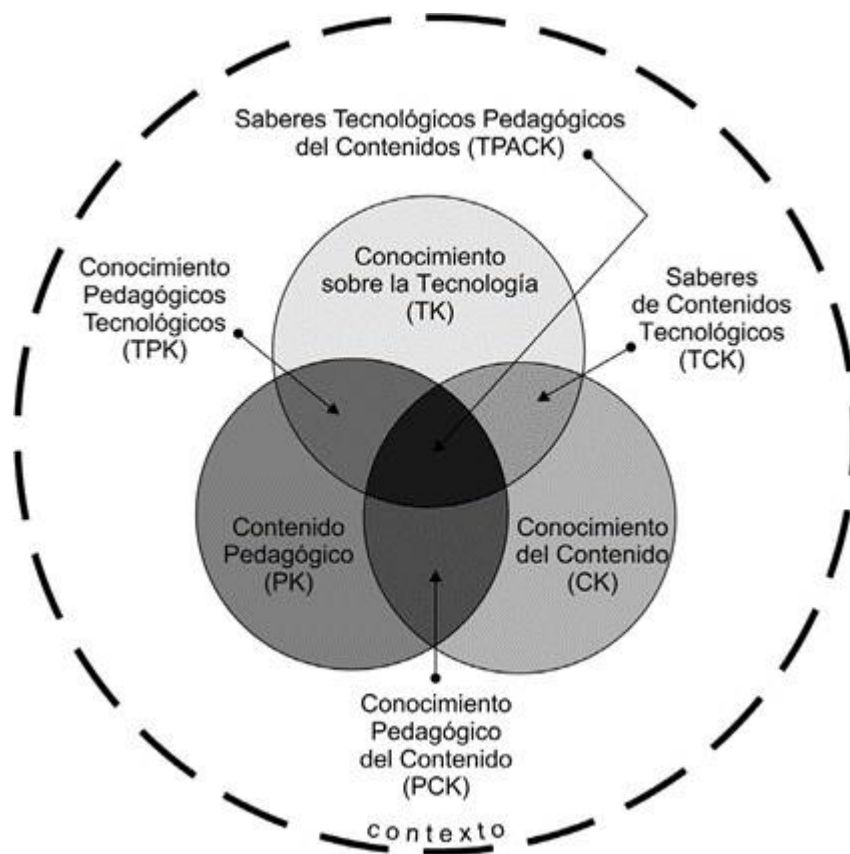 Saberes Tecnológicos Pedagógicos
del Contenidos (TPACK)
Conocimiento
sobre la Tecnología
(TK)
Conocimiento
Pedagógicos
Tecnológicos
(TPK)
Saberes
de Contenidos
Tecnológicos
(TCK)
Contenido
Pedagógico
(PK)
Conocimiento
del Contenido
(CK)
Conocimiento
Pedagógico
del Contenido
(PCK)
contexto